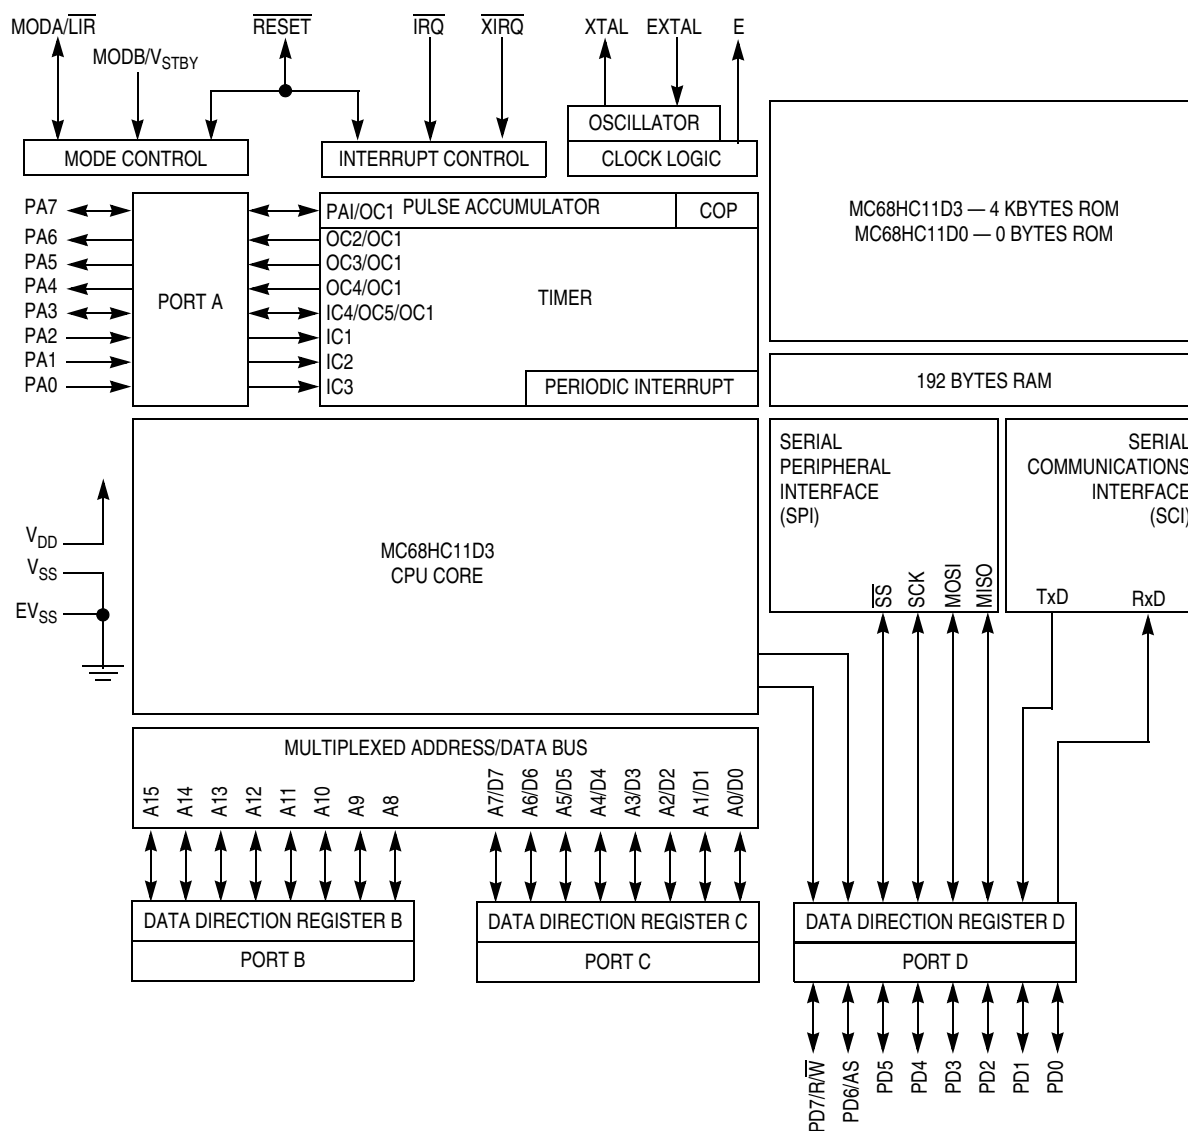 MODA/L̅I̅R̅
MODB/VSTBY
R̅E̅S̅E̅T̅
I̅R̅Q̅
X̅I̅R̅Q̅
XTAL
EXTAL
E
MODE CONTROL
INTERRUPT CONTROL
OSCILLATOR
CLOCK LOGIC
PA7
PA6
PA5
PA4
PA3
PA2
PA1
PA0
PORT A
PAI/OC1
PULSE ACCUMULATOR
COP
OC2/OC1
OC3/OC1
OC4/OC1
IC4/OC5/OC1
IC1
IC2
IC3
TIMER
PERIODIC INTERRUPT
MC68HC11D3 — 4 KBYTES ROM
MC68HC11D0 — 0 BYTES ROM
192 BYTES RAM
VDD
VSS
EVSS
MC68HC11D3
CPU CORE
SERIAL
PERIPHERAL
INTERFACE
(SPI)
S̅S̅
SCK
MOSI
MISO
SERIAL
COMMUNICATIONS
INTERFACE
(SCI)
TxD
RxD
MULTIPLEXED ADDRESS/DATA BUS
A15
A14
A13
A12
A11
A10
A9
A8
A7/D7
A6/D6
A5/D5
A4/D4
A3/D3
A2/D2
A1/D1
A0/D0
DATA DIRECTION REGISTER B
PORT B
DATA DIRECTION REGISTER C
PORT C
DATA DIRECTION REGISTER D
PORT D
PD7/R/W̅
PD6/AS
PD5
PD4
PD3
PD2
PD1
PD0